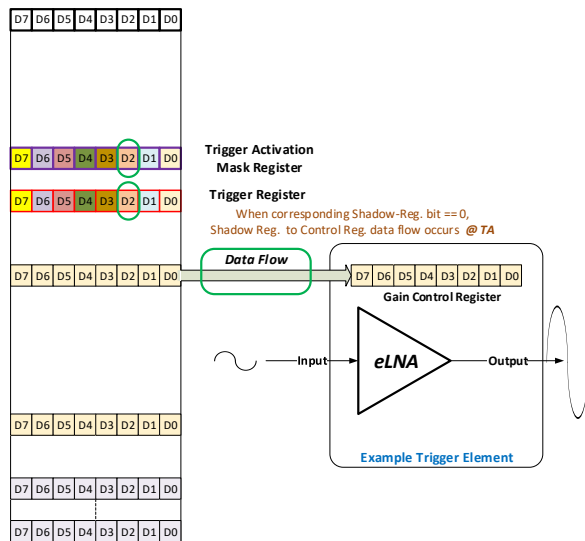 D7 D6 D5 D4 D3 D2 D1 D0
D7 D6 D5 D4 D3 D2 D1 D0
Trigger Activation
Mask Register
D7 D6 D5 D4 D3 D2 D1 D0
Trigger Register
When corresponding Shadow-Reg. bit == 0,
Shadow Reg. to Control Reg. data flow occurs @ TA
Data Flow
D7 D6 D5 D4 D3 D2 D1 D0
D7 D6 D5 D4 D3 D2 D1 D0
Gain Control Register
Input
eLNA
Output
D7 D6 D5 D4 D3 D2 D1 D0
Example Trigger Element
D7 D6 D5 D4 D3 D2 D1 D0
D7 D6 D5 D4 D3 D2 D1 D0